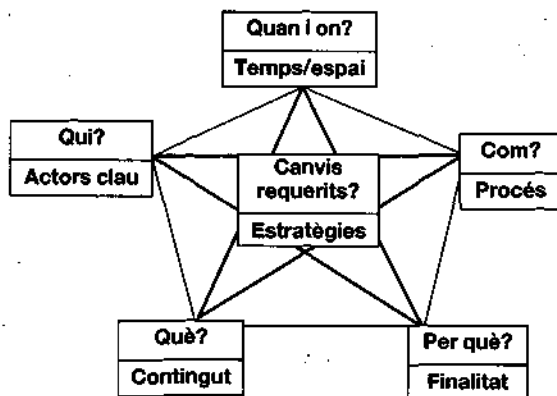 Quan i on?
Temps/espai
Qui?
Actors clau
Com?
Procés
Canvis
requerits?
Estratègies
Què?
Contingut
Per què?
Finalitat